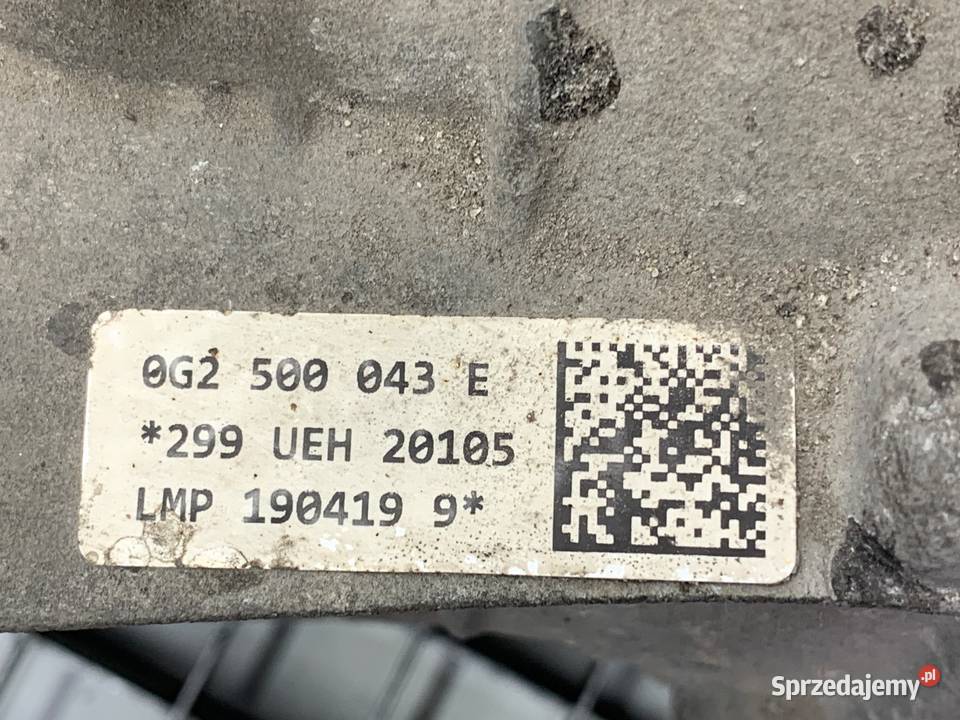 0G2 500 043 E
*299 UEH 20105
LMP 190419 9*
Sprzedajemy.pl